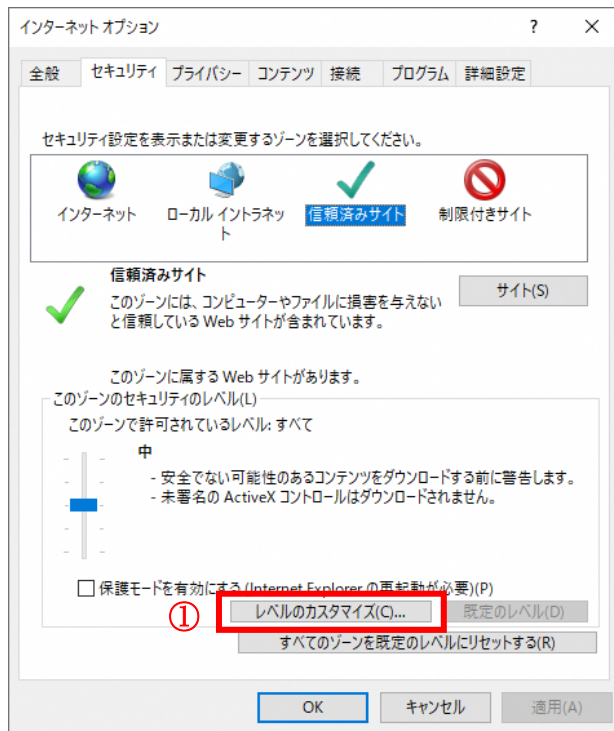 インターネット オプション
?
×
全般 セキュリティ プライバシー コンテンツ 接続 プログラム 詳細設定
セキュリティ設定を表示または変更するゾーンを選択してください。
インターネット
ローカル イントラネッ
ト
信頼済みサイト
制限付きサイト
信頼済みサイト
このゾーンには、コンピューターやファイルに損害を与えない
と信頼している Web サイトが含まれています。
サイト(S)
このゾーンに属する Web サイトがあります。
このゾーンのセキュリティのレベル(L)
このゾーンで許可されているレベル: すべて
中
- 安全でない可能性のあるコンテンツをダウンロードする前に警告します。
- 未署名の ActiveX コントロールはダウンロードされません。
保護モードを有効にする (Internet Explorer の再起動が必要)(P)
①
レベルのカスタマイズ(C)...
既定のレベル(D)
すべてのゾーンを既定のレベルにリセットする(R)
OK
キャンセル
適用(A)